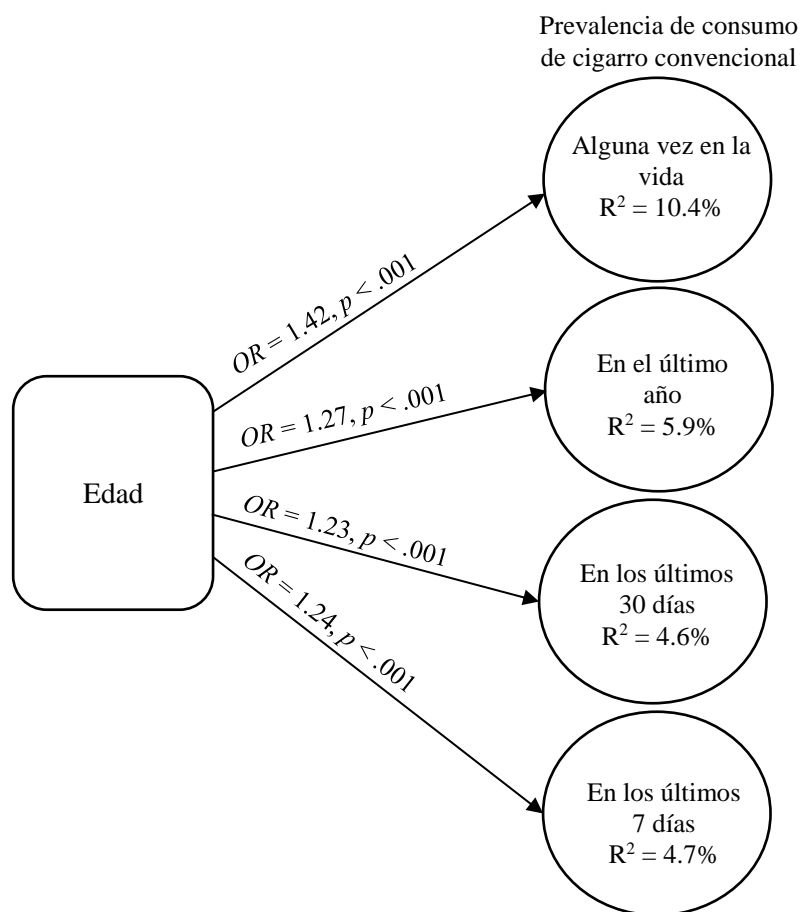 Prevalencia de consumo
de cigarro convencional
Alguna vez en la
vida
R² = 10.4%
OR = 1.42, p < .001
En el último
año
R² = 5.9%
OR = 1.27, p < .001
Edad
OR = 1.23, p < .001
En los últimos
30 días
R² = 4.6%
OR = 1.24, p < .001
En los últimos
7 días
R² = 4.7%